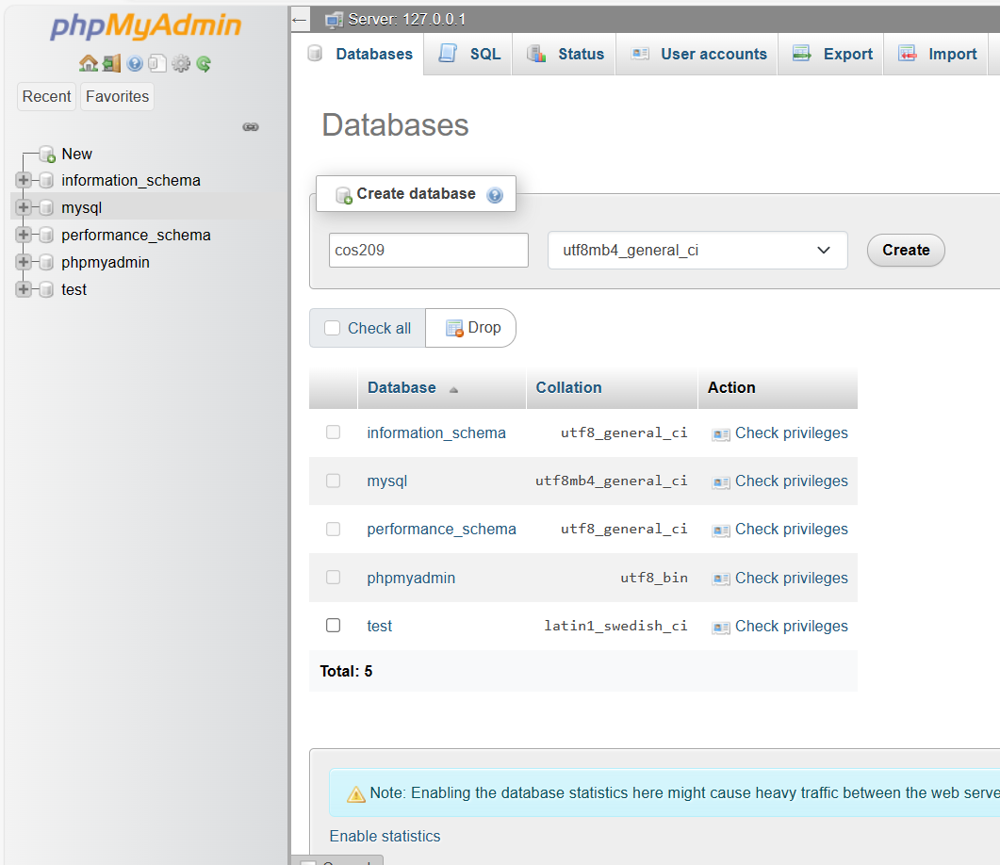 phpMyAdmin
Recent Favorites
New
information_schema
mysql
performance_schema
phpmyadmin
test
Server: 127.0.0.1
Databases SQL Status User accounts Export Import
Databases
Create database
cos209 utf8mb4_general_ci Create
Check all Drop
Database Collation Action
information_schema utf8_general_ci Check privileges
mysql utf8mb4_general_ci Check privileges
performance_schema utf8_general_ci Check privileges
phpmyadmin utf8_bin Check privileges
test latin1_swedish_ci Check privileges
Total: 5
Note: Enabling the database statistics here might cause heavy traffic between the web serve
Enable statistics